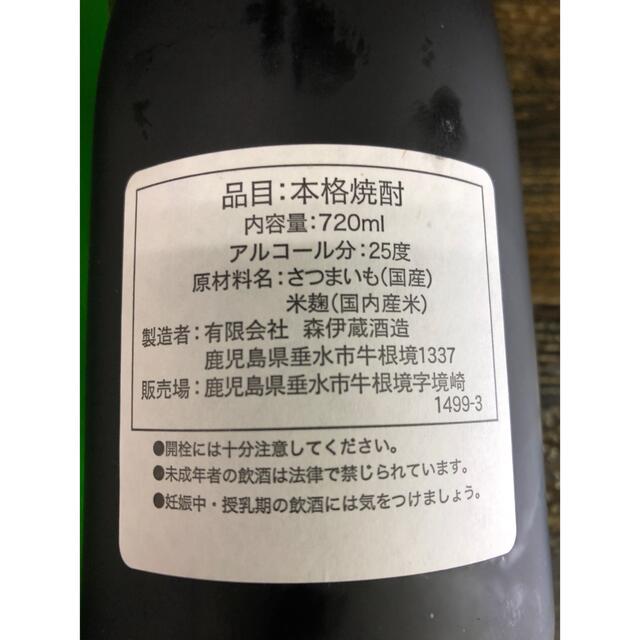 品目:本格焼酎
内容量:720ml
アルコール分:25度
原材料名:さつまいも(国産)
米麹(国内産米)
製造者:有限会社 森伊蔵酒造
鹿児島県垂水市牛根境1337
販売場:鹿児島県垂水市牛根境字境崎
1499-3
●開栓には十分注意してください。
●未成年者の飲酒は法律で禁じられています。
●妊娠中・授乳期の飲酒には気をつけましょう。